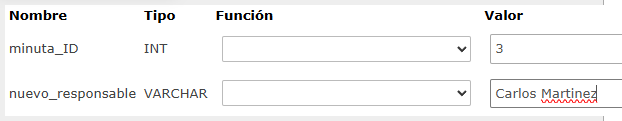 Nombre Tipo Función Valor
minuta_ID INT 3
nuevo_responsable VARCHAR Carlos Martinez